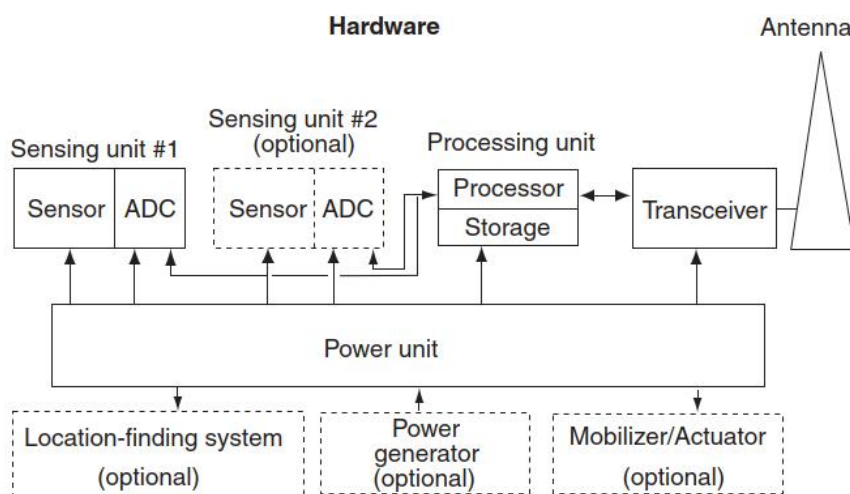 Hardware
Antenna
Sensing unit #1
Sensor
ADC
Sensing unit #2
(optional)
Sensor
ADC
Processing unit
Processor
Storage
Transceiver
Power unit
Location-finding system
(optional)
Power
generator
(optional)
Mobilizer/Actuator
(optional)